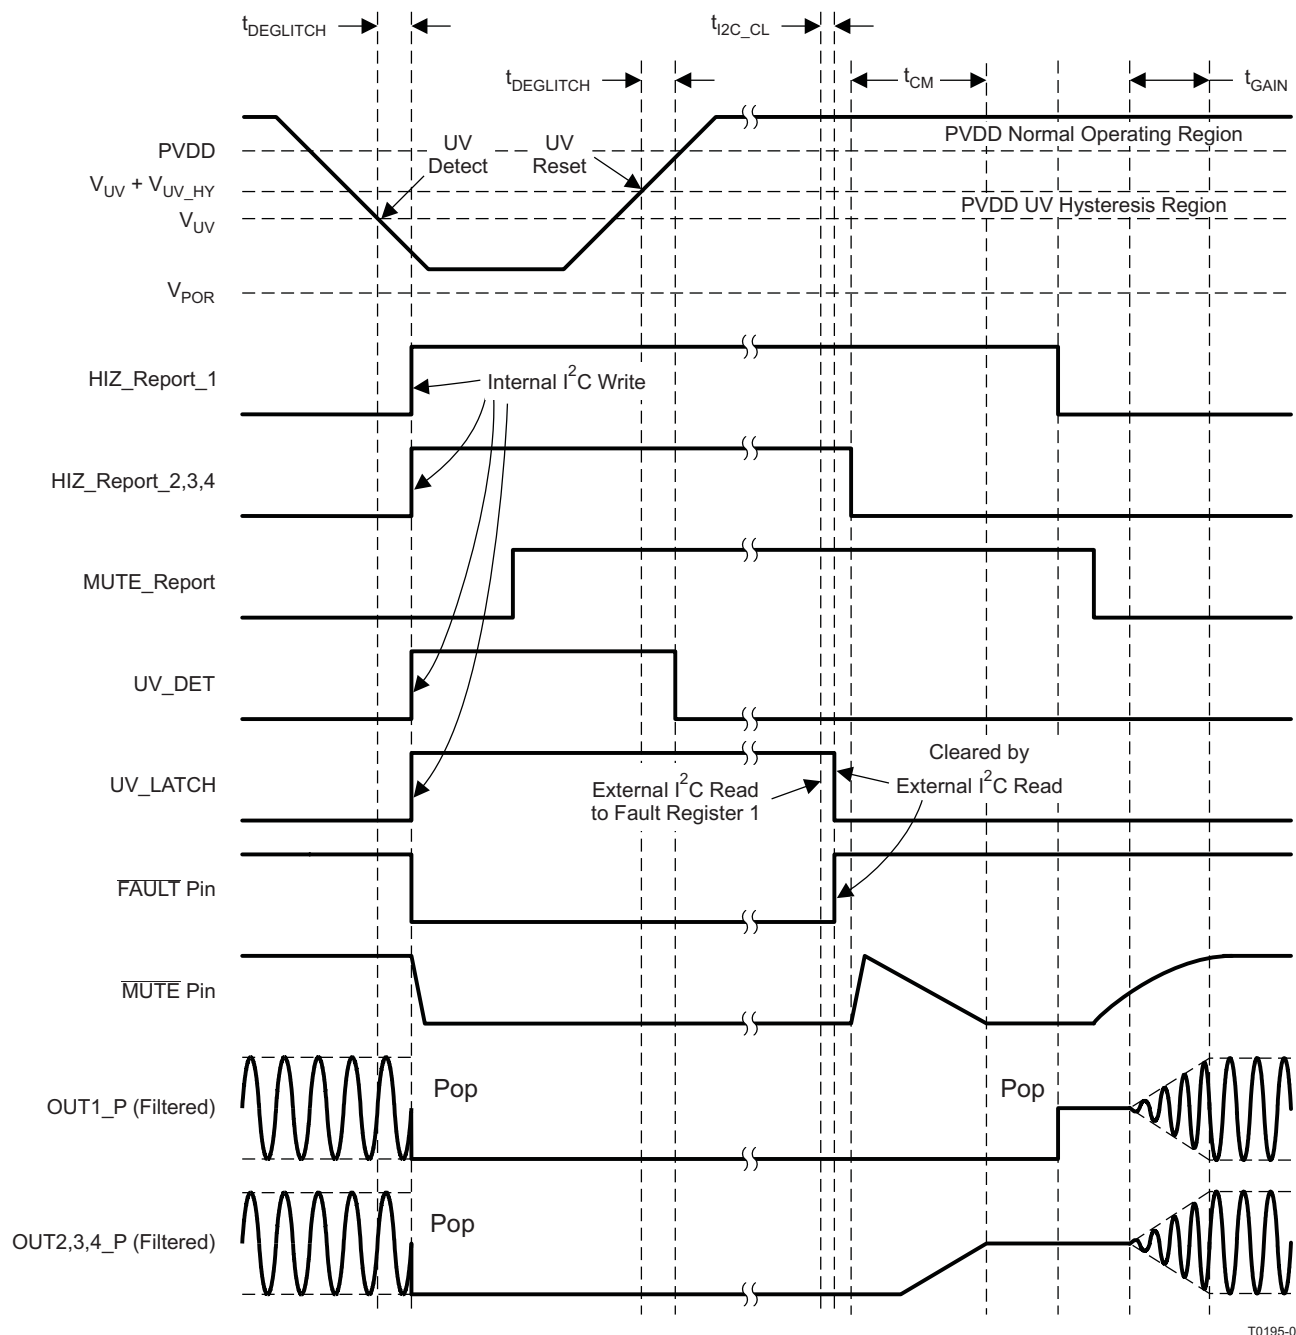 tDEGLITCH
tI2C_CL
tDEGLITCH
tCM
tGAIN
PVDD Normal Operating Region
PVDD
UV Detect
UV Reset
VUV + VUV_HY
PVDD UV Hysteresis Region
VUV
VPOR
HIZ_Report_1
Internal I2C Write
HIZ_Report_2,3,4
MUTE_Report
UV_DET
UV_LATCH
External I2C Read
to Fault Register 1
Cleared by
External I2C Read
FAULT Pin
MUTE Pin
OUT1_P (Filtered)
Pop
Pop
OUT2,3,4_P (Filtered)
Pop
T0195-0